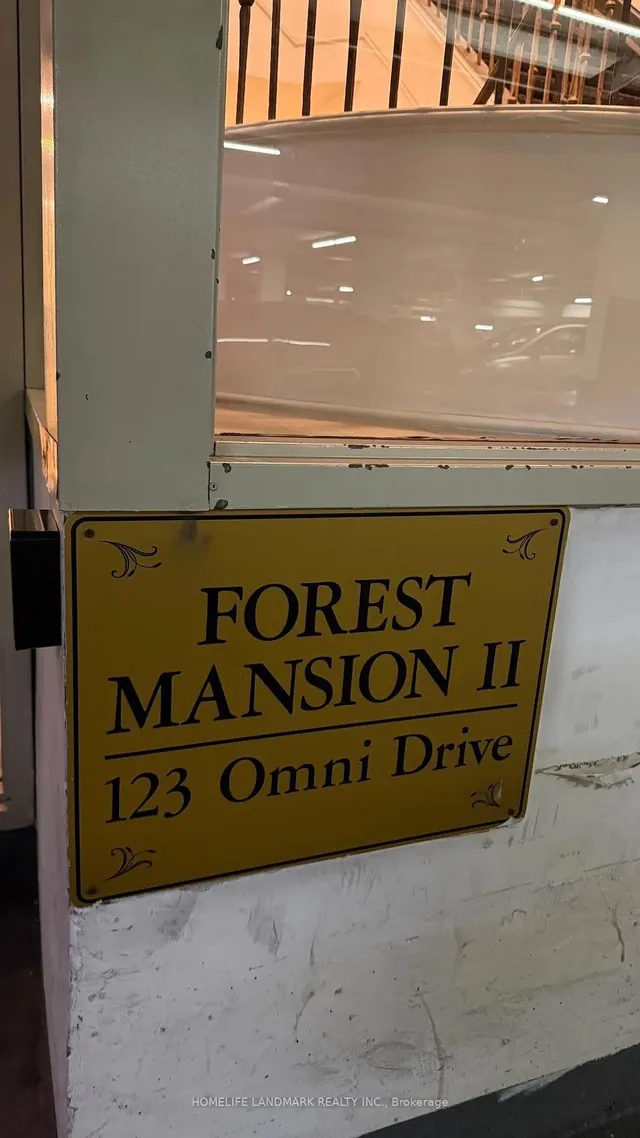 FOREST
MANSION II
123 Omni Drive
HOMELIFE LANDMARK REALTY INC., Brokerage